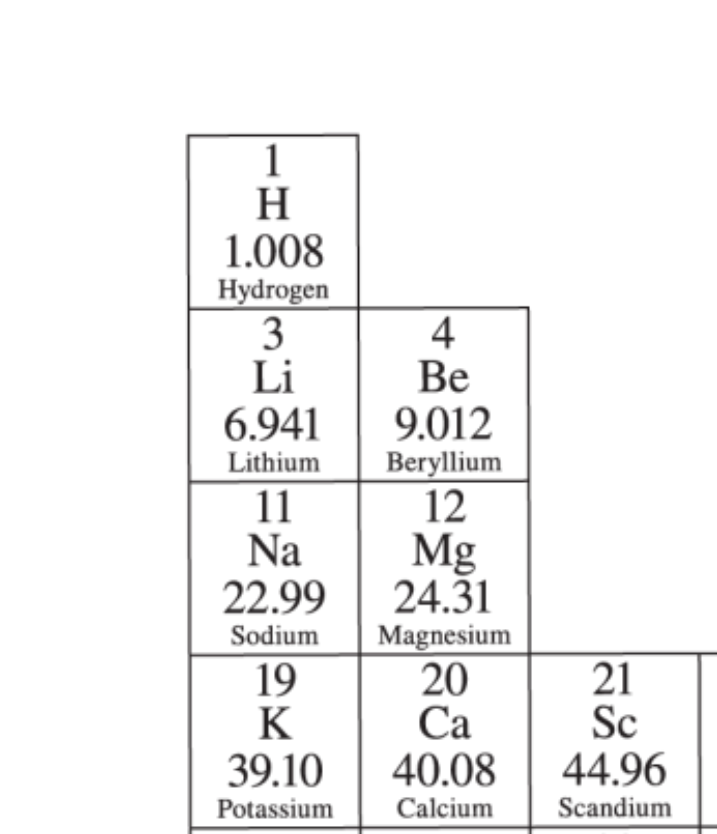 1
H
1.008
Hydrogen
3
Li
6.941
Lithium
4
Be
9.012
Beryllium
11
Na
22.99
Sodium
12
Mg
24.31
Magnesium
19
K
39.10
Potassium
20
Ca
40.08
Calcium
21
Sc
44.96
Scandium